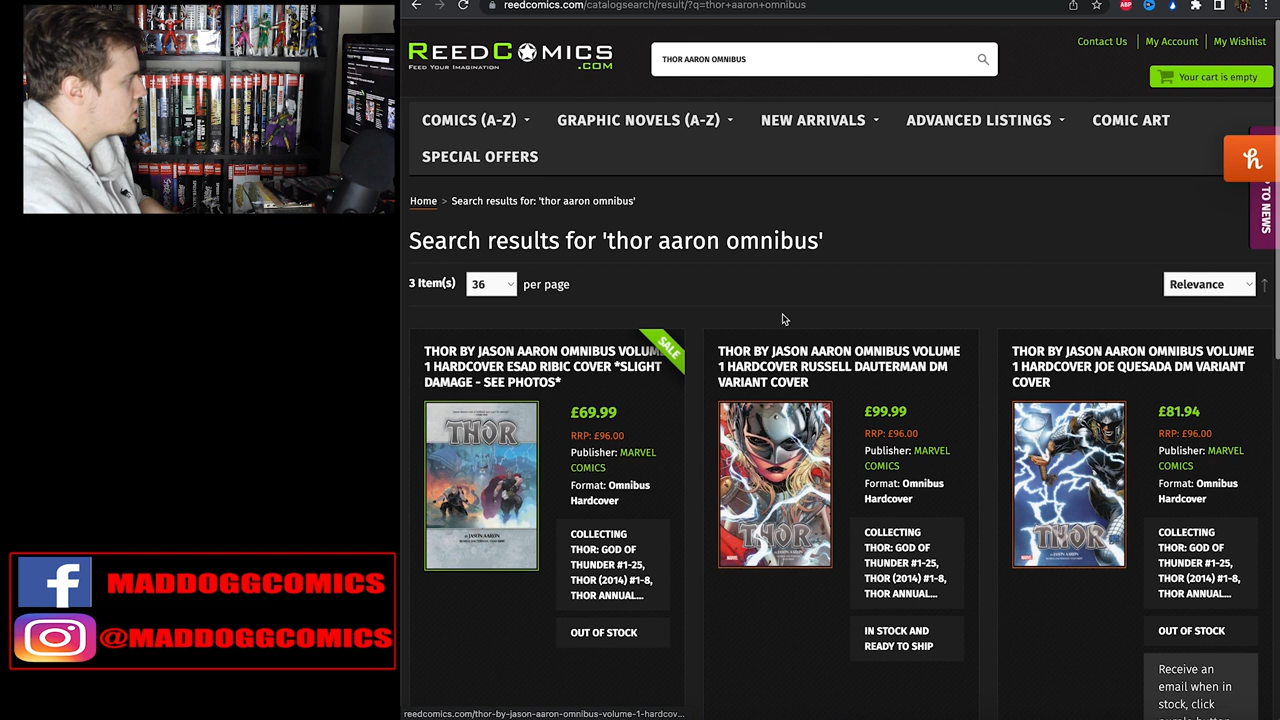 reedcomics.com/catalogsearch/result/?q=thor+aaron+omnibus
REEDCOMICS
FEED YOUR IMAGINATION .COM
THOR AARON OMNIBUS
Contact Us
My Account
My Wishlist
Your cart is empty
COMICS (A-Z)
GRAPHIC NOVELS (A-Z)
NEW ARRIVALS
ADVANCED LISTINGS
COMIC ART
SPECIAL OFFERS
TO NEWS
Home > Search results for: 'thor aaron omnibus'
Search results for 'thor aaron omnibus'
3 Item(s)
36
per page
Relevance
SALE
THOR BY JASON AARON OMNIBUS VOLUM
1 HARDCOVER ESAD RIBIC COVER *SLIGHT
DAMAGE - SEE PHOTOS*
THOR
£69.99
RRP: £96.00
Publisher: MARVEL
COMICS
Format: Omnibus
Hardcover
COLLECTING
THOR: GOD OF
THUNDER #1-25,
THOR (2014) #1-8,
THOR ANNUAL...
OUT OF STOCK
THOR BY JASON AARON OMNIBUS VOLUME
1 HARDCOVER RUSSELL DAUTERMAN DM
VARIANT COVER
THOR
£99.99
RRP: £96.00
Publisher: MARVEL
COMICS
Format: Omnibus
Hardcover
COLLECTING
THOR: GOD OF
THUNDER #1-25,
THOR (2014) #1-8,
THOR ANNUAL...
IN STOCK AND
READY TO SHIP
THOR BY JASON AARON OMNIBUS VOLUME
1 HARDCOVER JOE QUESADA DM VARIANT
COVER
THOR
£81.94
RRP: £96.00
Publisher: MARVEL
COMICS
Format: Omnibus
Hardcover
COLLECTING
THOR: GOD OF
THUNDER #1-25,
THOR (2014) #1-8,
THOR ANNUAL...
OUT OF STOCK
Receive an
email when in
stock, click
MADDOGGCOMICS
@MADDOGGCOMICS
reedcomics.com/thor-by-jason-aaron-omnibus-volume-1-hardcov...